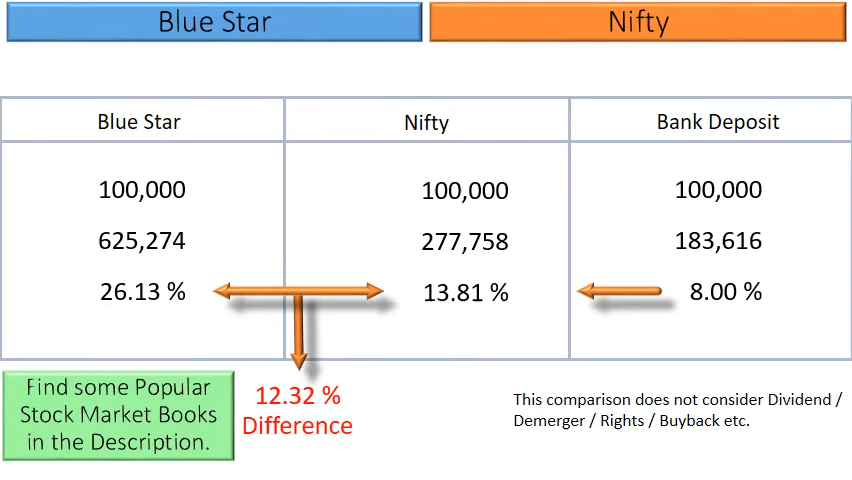 Blue Star
Nifty
Blue Star
Nifty
Bank Deposit
100,000
100,000
100,000
625,274
277,758
183,616
26.13 %
13.81 %
8.00 %
Find some Popular
Stock Market Books
in the Description.
12.32 %
Difference
This comparison does not consider Dividend /
Demerger / Rights / Buyback etc.